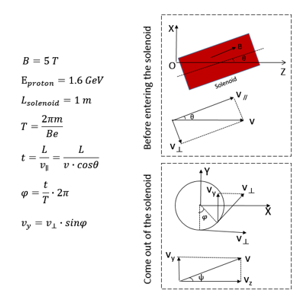 B = 5 T
E_proton = 1.6 GeV
L_solenoid = 1 m
T = 2πm / Be
t = L / v_∥ = L / v · cosθ
φ = t / T · 2π
v_y = v_⊥ · sinφ
Before entering the solenoid
X
B
θ
O
Z
Solenoid
V_//
θ
V
V_⊥
Come out of the solenoid
Y
V_y
V_⊥
φ
X
V_⊥
V_y
V
ψ
V_z